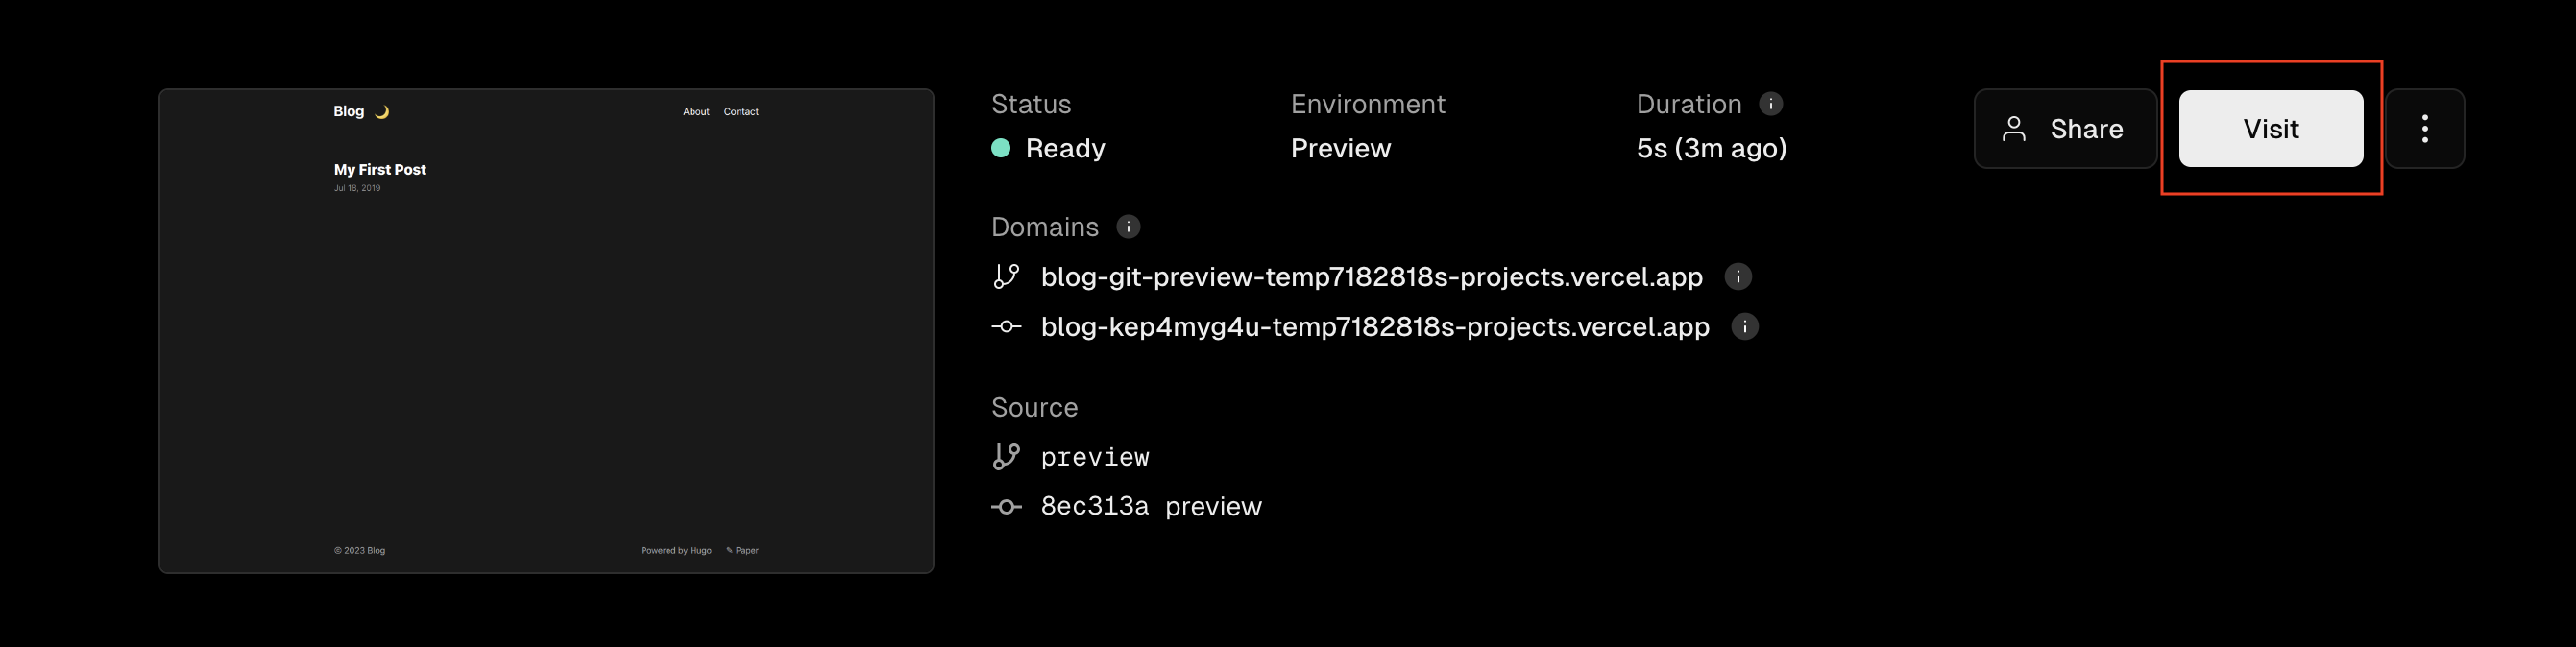 Blog 🌙 About Contact
My First Post
Jul 18, 2019
© 2023 Blog Powered by Hugo ✎ Paper
Status Environment Duration i
Ready Preview 5s (3m ago)
Share Visit
Domains i
blog-git-preview-temp7182818s-projects.vercel.app i
blog-kep4myg4u-temp7182818s-projects.vercel.app i
Source
preview
8ec313a preview